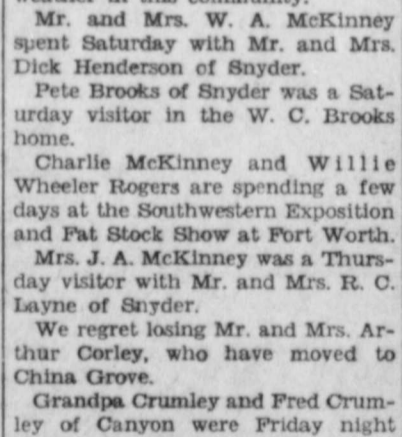 Mr. and Mrs. W. A. McKinney
spent Saturday with Mr. and Mrs.
Dick Henderson of Snyder.
Pete Brooks of Snyder was a Sat-
urday visitor in the W. C. Brooks
home.
Charlie McKinney and Willie
Wheeler Rogers are spending a few
days at the Southwestern Exposition
and Fat Stock Show at Fort Worth.
Mrs. J. A. McKinney was a Thurs-
day visitor with Mr. and Mrs. R. C.
Layne of Snyder.
We regret losing Mr. and Mrs. Ar-
thur Corley, who have moved to
China Grove.
Grandpa Crumley and Fred Crum-
ley of Canyon were Friday night